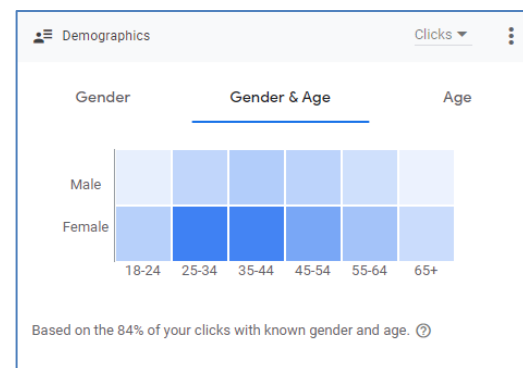 Demographics Clicks
Gender Gender & Age Age
Male
Female
18-24 25-34 35-44 45-54 55-64 65+
Based on the 84% of your clicks with known gender and age. ?